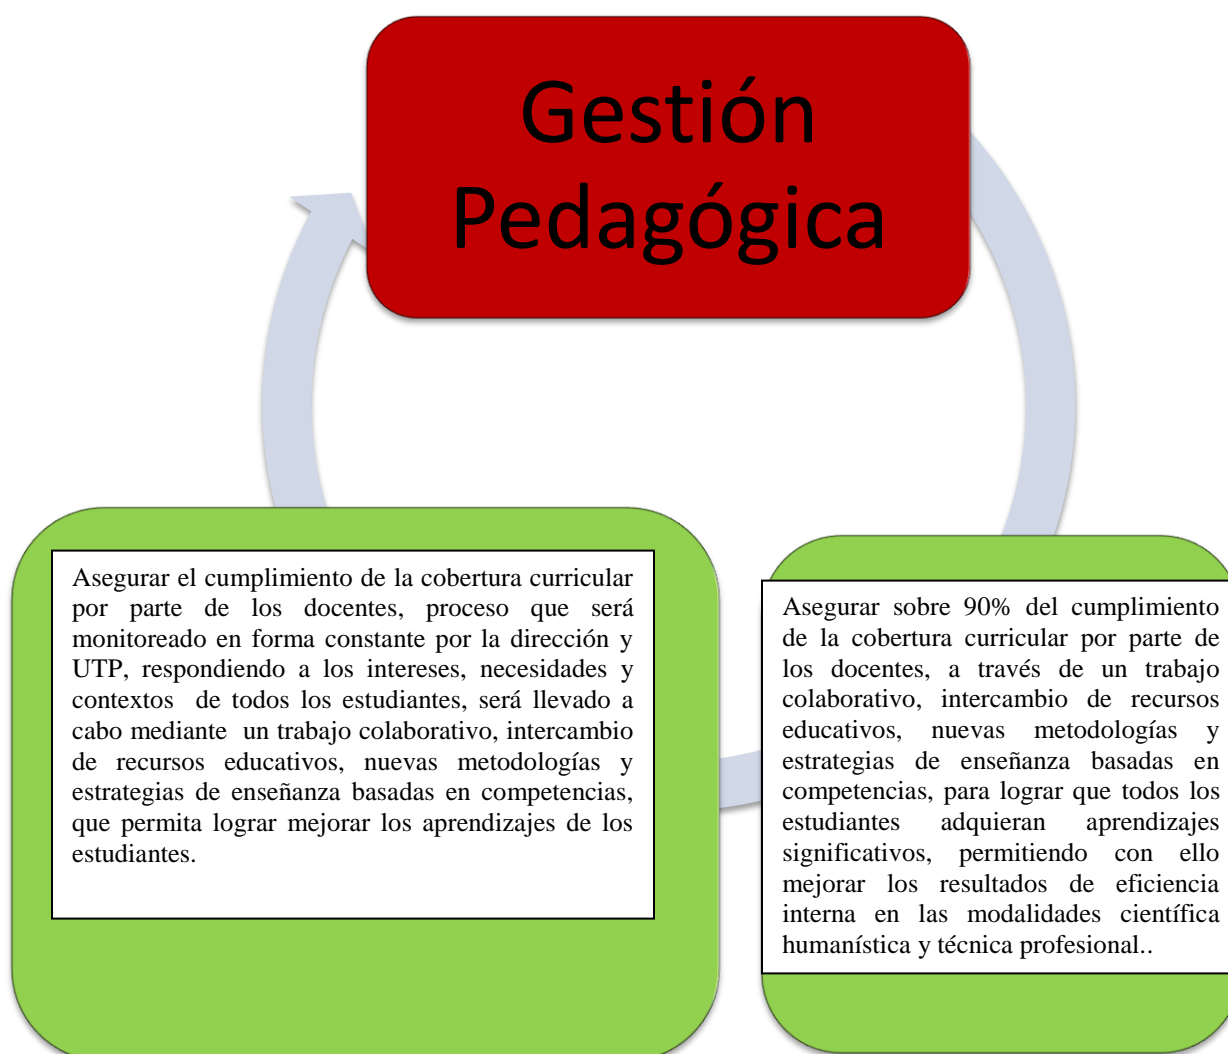 Gestión
Pedagógica
Asegurar el cumplimiento de la cobertura curricular
por parte de los docentes, proceso que será
monitoreado en forma constante por la dirección y
UTP, respondiendo a los intereses, necesidades y
contextos de todos los estudiantes, será llevado a
cabo mediante un trabajo colaborativo, intercambio
de recursos educativos, nuevas metodologías y
estrategias de enseñanza basadas en competencias,
que permita lograr mejorar los aprendizajes de los
estudiantes.
Asegurar sobre 90% del cumplimiento
de la cobertura curricular por parte de
los docentes, a través de un trabajo
colaborativo, intercambio de recursos
educativos, nuevas metodologías y
estrategias de enseñanza basadas en
competencias, para lograr que todos los
estudiantes adquieran aprendizajes
significativos, permitiendo con ello
mejorar los resultados de eficiencia
interna en las modalidades científica
humanística y técnica profesional..